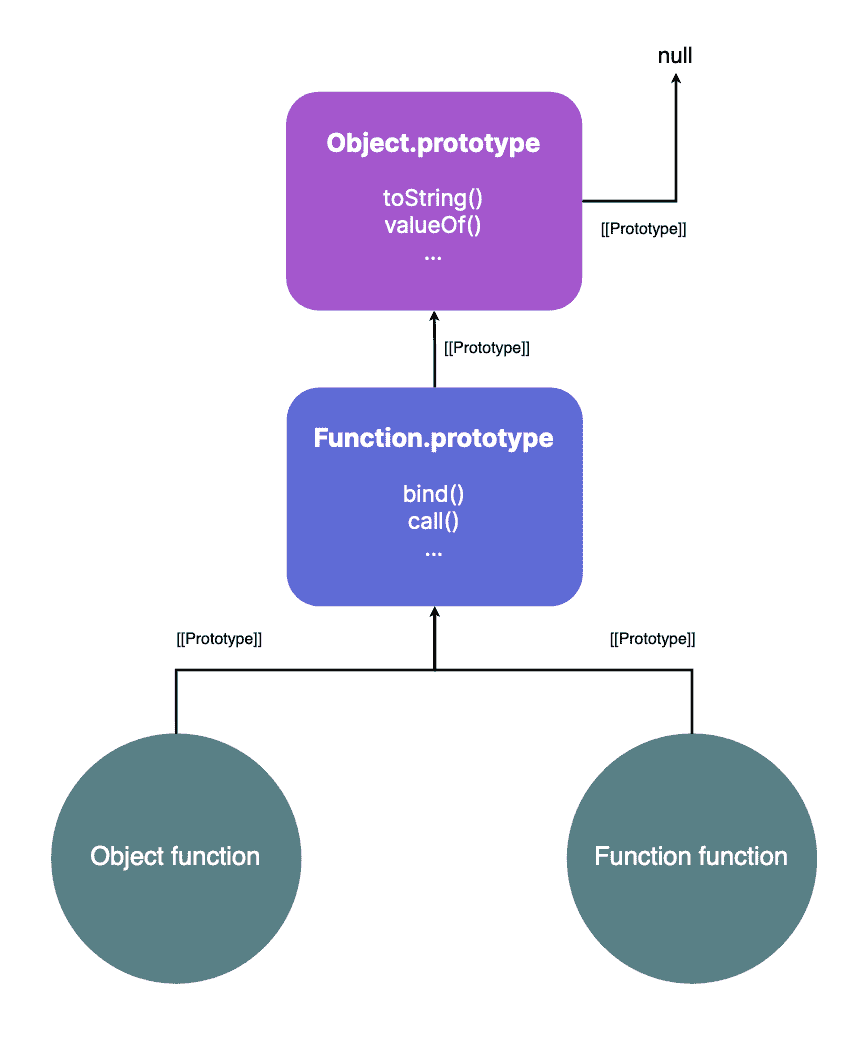 null
Object.prototype
toString()
valueOf()
...
[[Prototype]]
[[Prototype]]
Function.prototype
bind()
call()
...
[[Prototype]]
[[Prototype]]
Object function
Function function